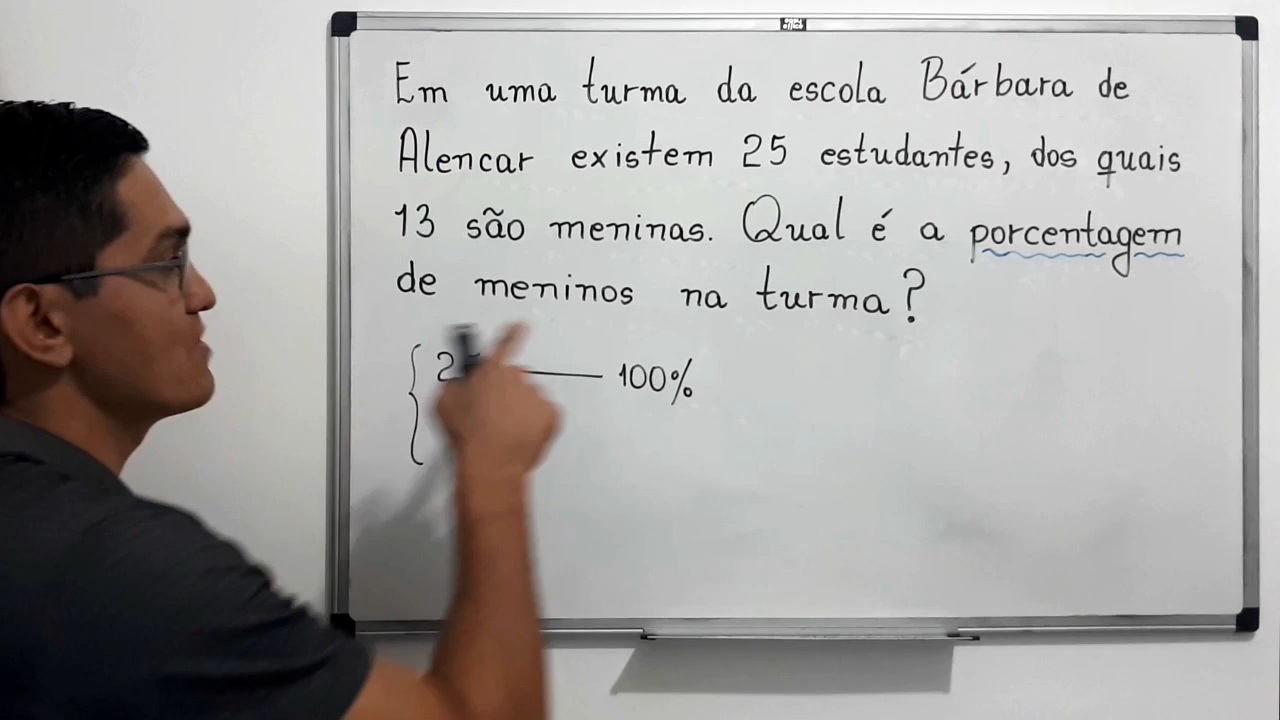 Em uma turma da escola Bárbara de
Alencar existem 25 estudantes, dos quais
13 são meninas. Qual é a porcentagem
de meninos na turma?
100%